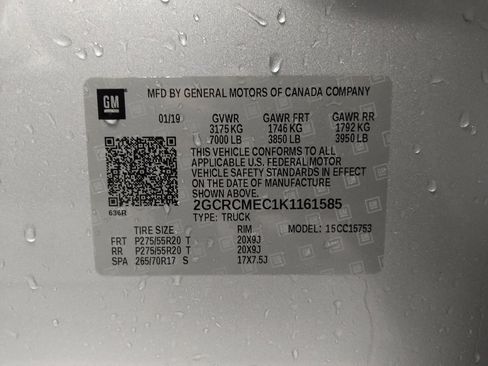 GM
MFD BY GENERAL MOTORS OF CANADA COMPANY
01/19 GVWR GAWR FRT GAWR RR
3175 KG 1746 KG 1792 KG
7000 LB 3850 LB 3950 LB
THIS VEHICLE CONFORMS TO ALL
APPLICABLE U.S. FEDERAL MOTOR
VEHICLE SAFETY STANDARDS IN EFFECT
ON THE DATE OF MANUFACTURE
SHOWN ABOVE.
636R 2GCRCMEC1K1161585
TYPE: TRUCK
TIRE SIZE RIM MODEL: 15CC15753
FRT P275/55R20 T 20X9J
RR P275/55R20 T 20X9J
SPA 265/70R17 S 17X7.5J